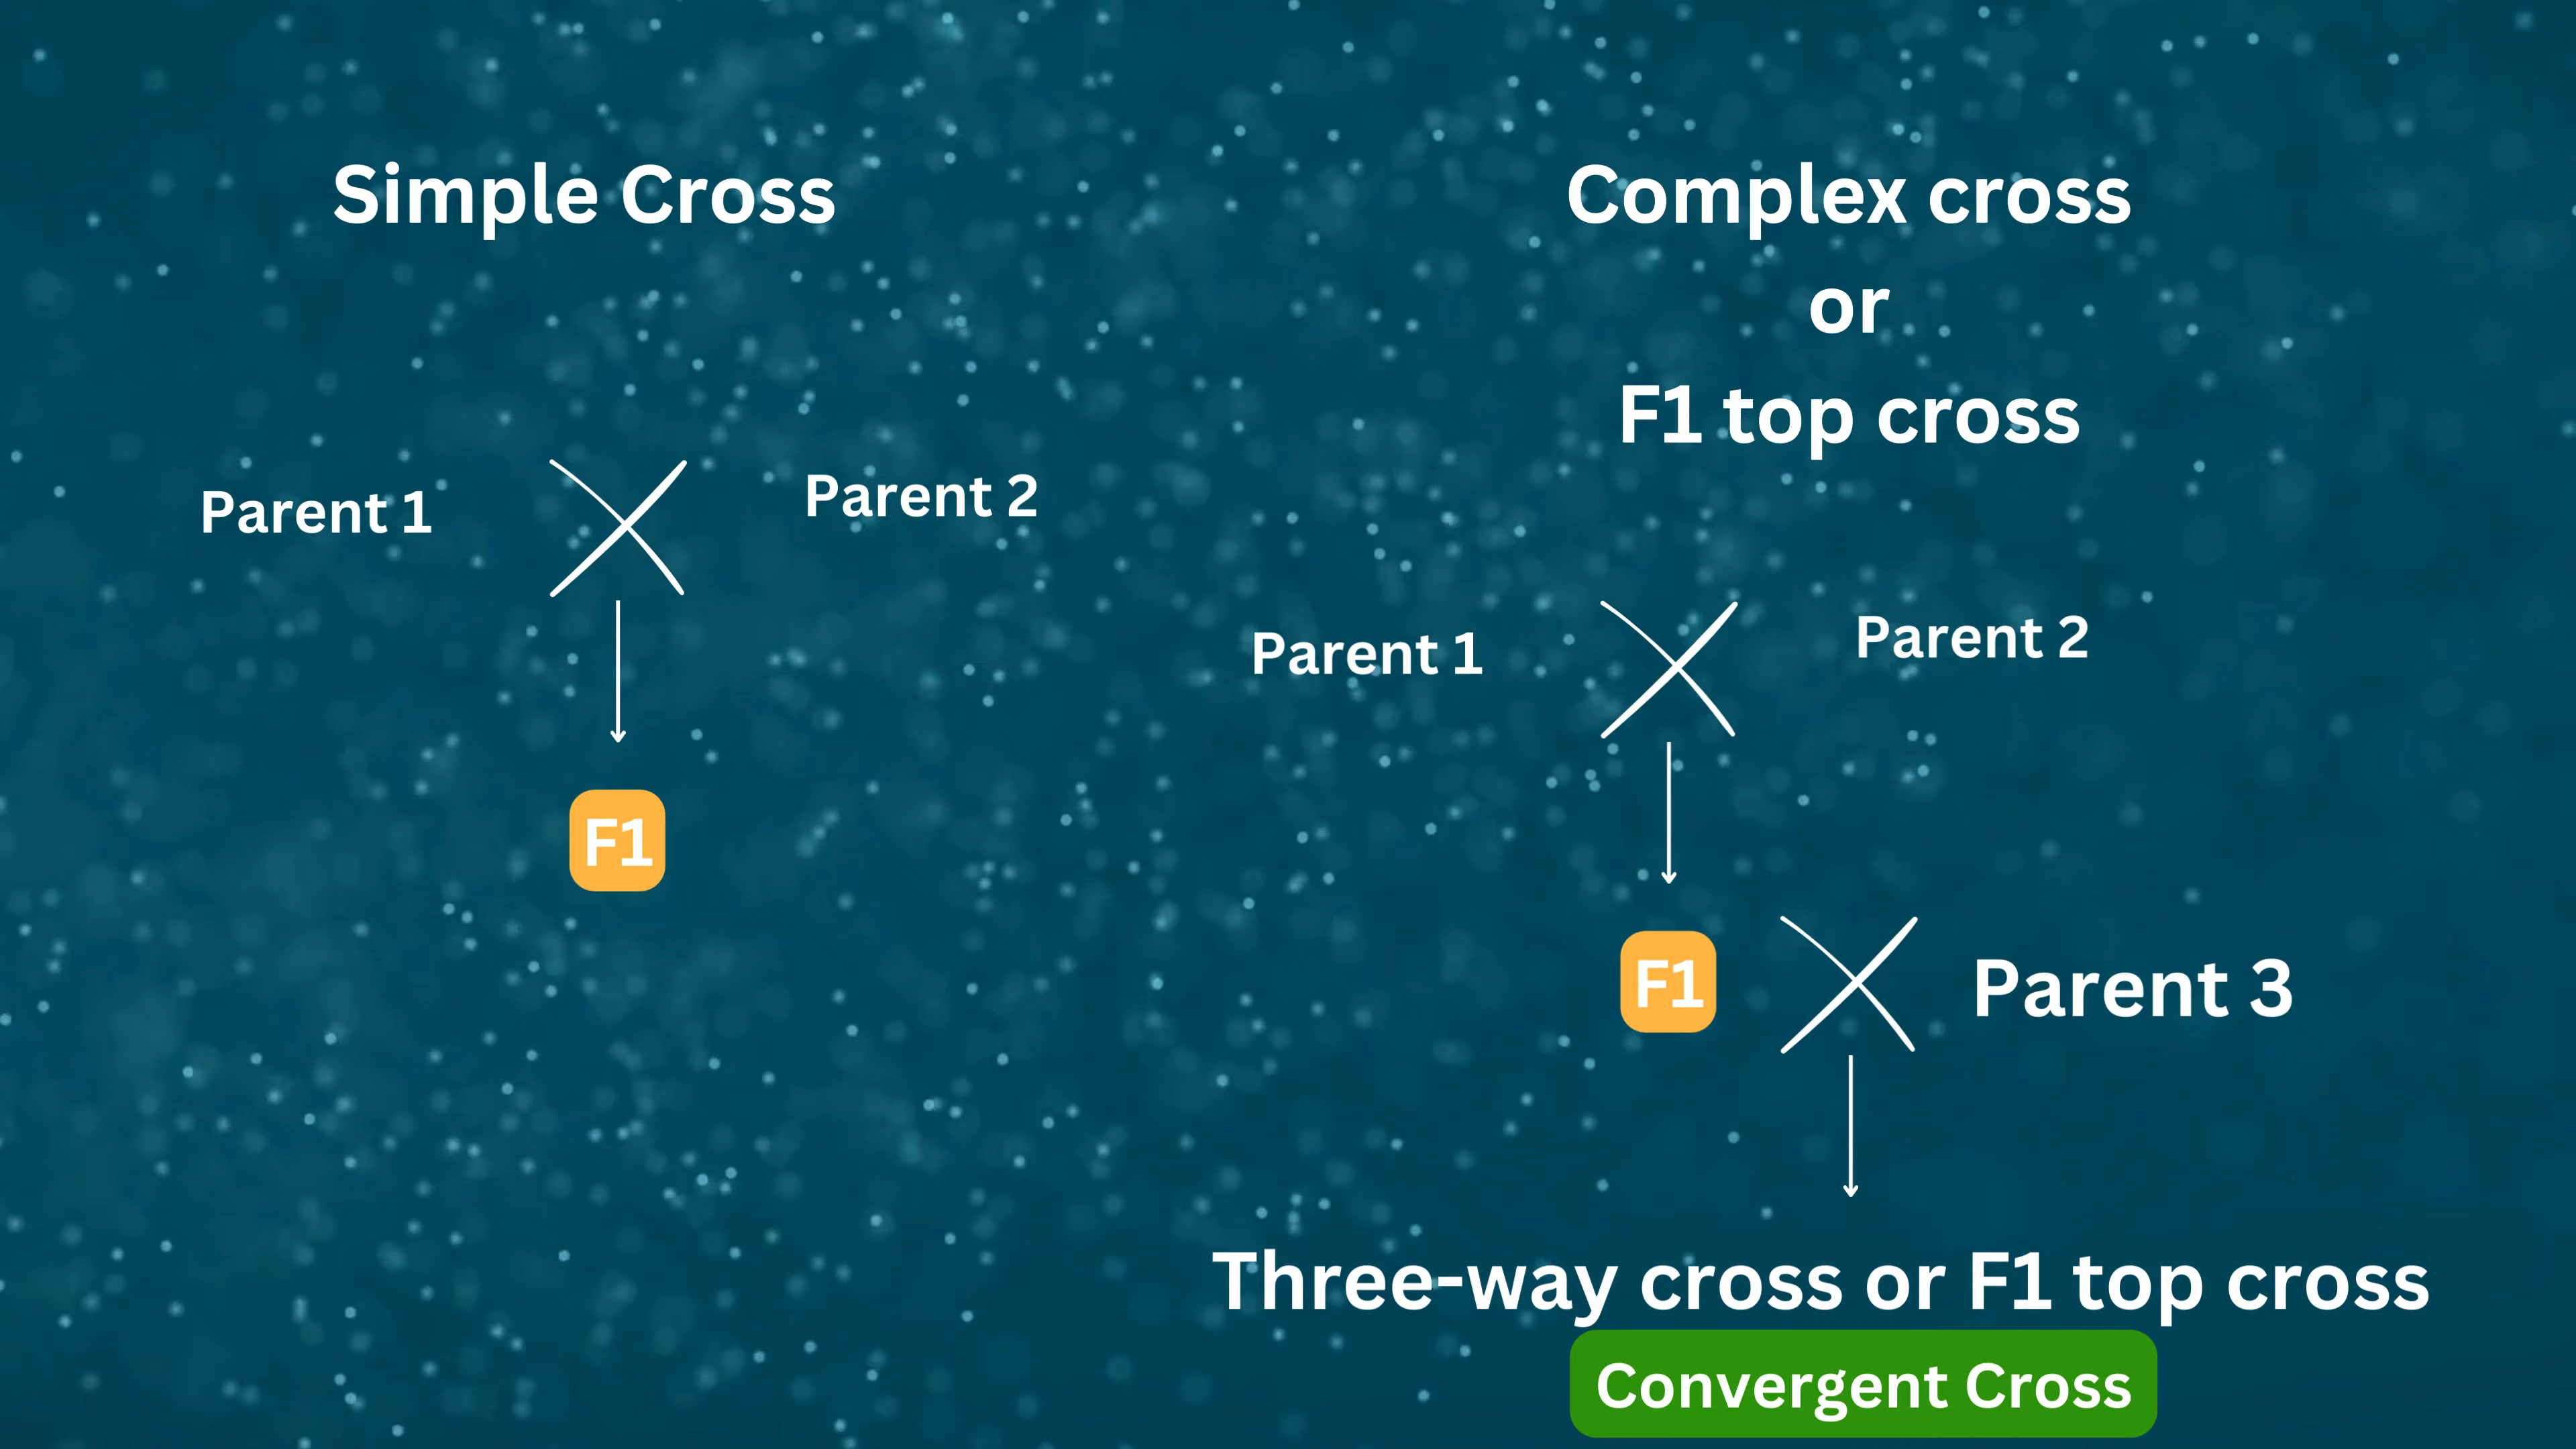 Simple Cross
Parent 1
Parent 2
F1
Complex cross
or
F1 top cross
Parent 1
Parent 2
F1
Parent 3
Three-way cross or F1 top cross
Convergent Cross